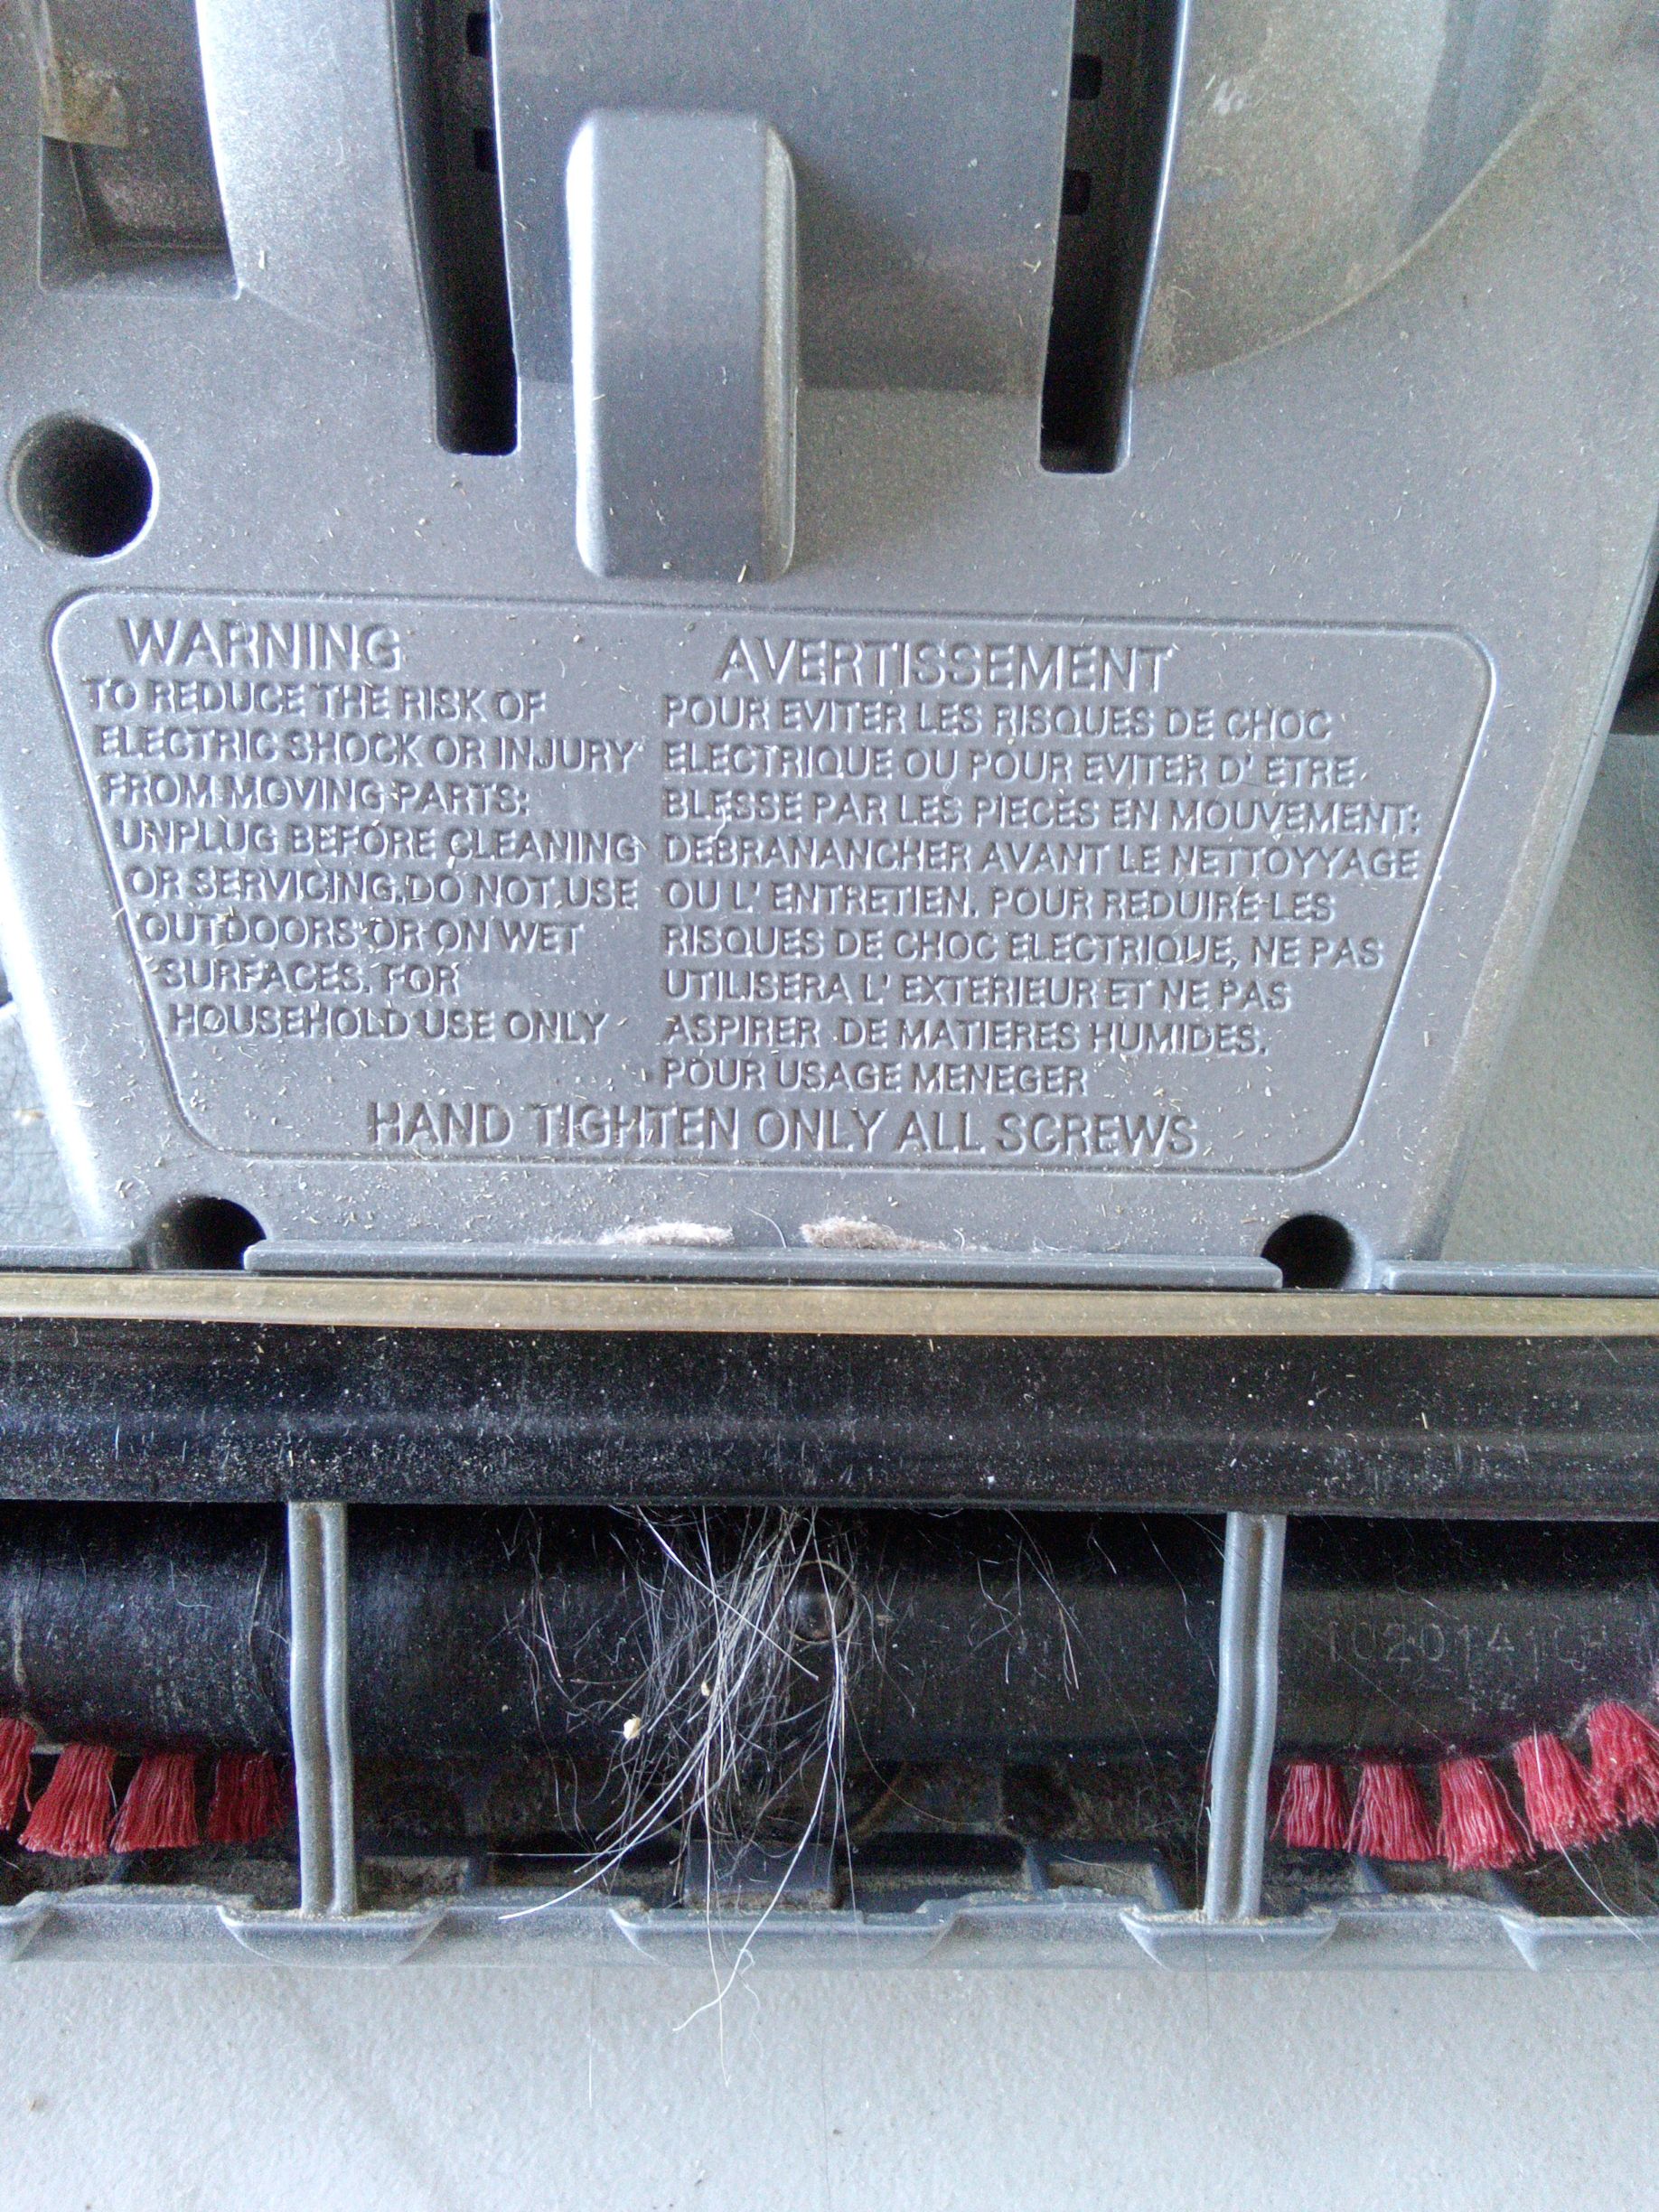 WARNING
TO REDUCE THE RISK OF
ELECTRIC SHOCK OR INJURY
FROM MOVING PARTS:
UNPLUG BEFORE CLEANING
OR SERVICING. DO NOT USE
OUTDOORS OR ON WET
SURFACES. FOR
HOUSEHOLD USE ONLY
AVERTISSEMENT
POUR EVITER LES RISQUES DE CHOC
ELECTRIQUE OU POUR EVITER D' ETRE
BLESSE PAR LES PIECES EN MOUVEMENT:
DEBRANANCHER AVANT LE NETTOYYAGE
OU L' ENTRETIEN. POUR REDUIRE LES
RISQUES DE CHOC ELECTRIQUE, NE PAS
UTILISERA L' EXTERIEUR ET NE PAS
ASPIRER DE MATIERES HUMIDES.
POUR USAGE MENEGER
HAND TIGHTEN ONLY ALL SCREWS